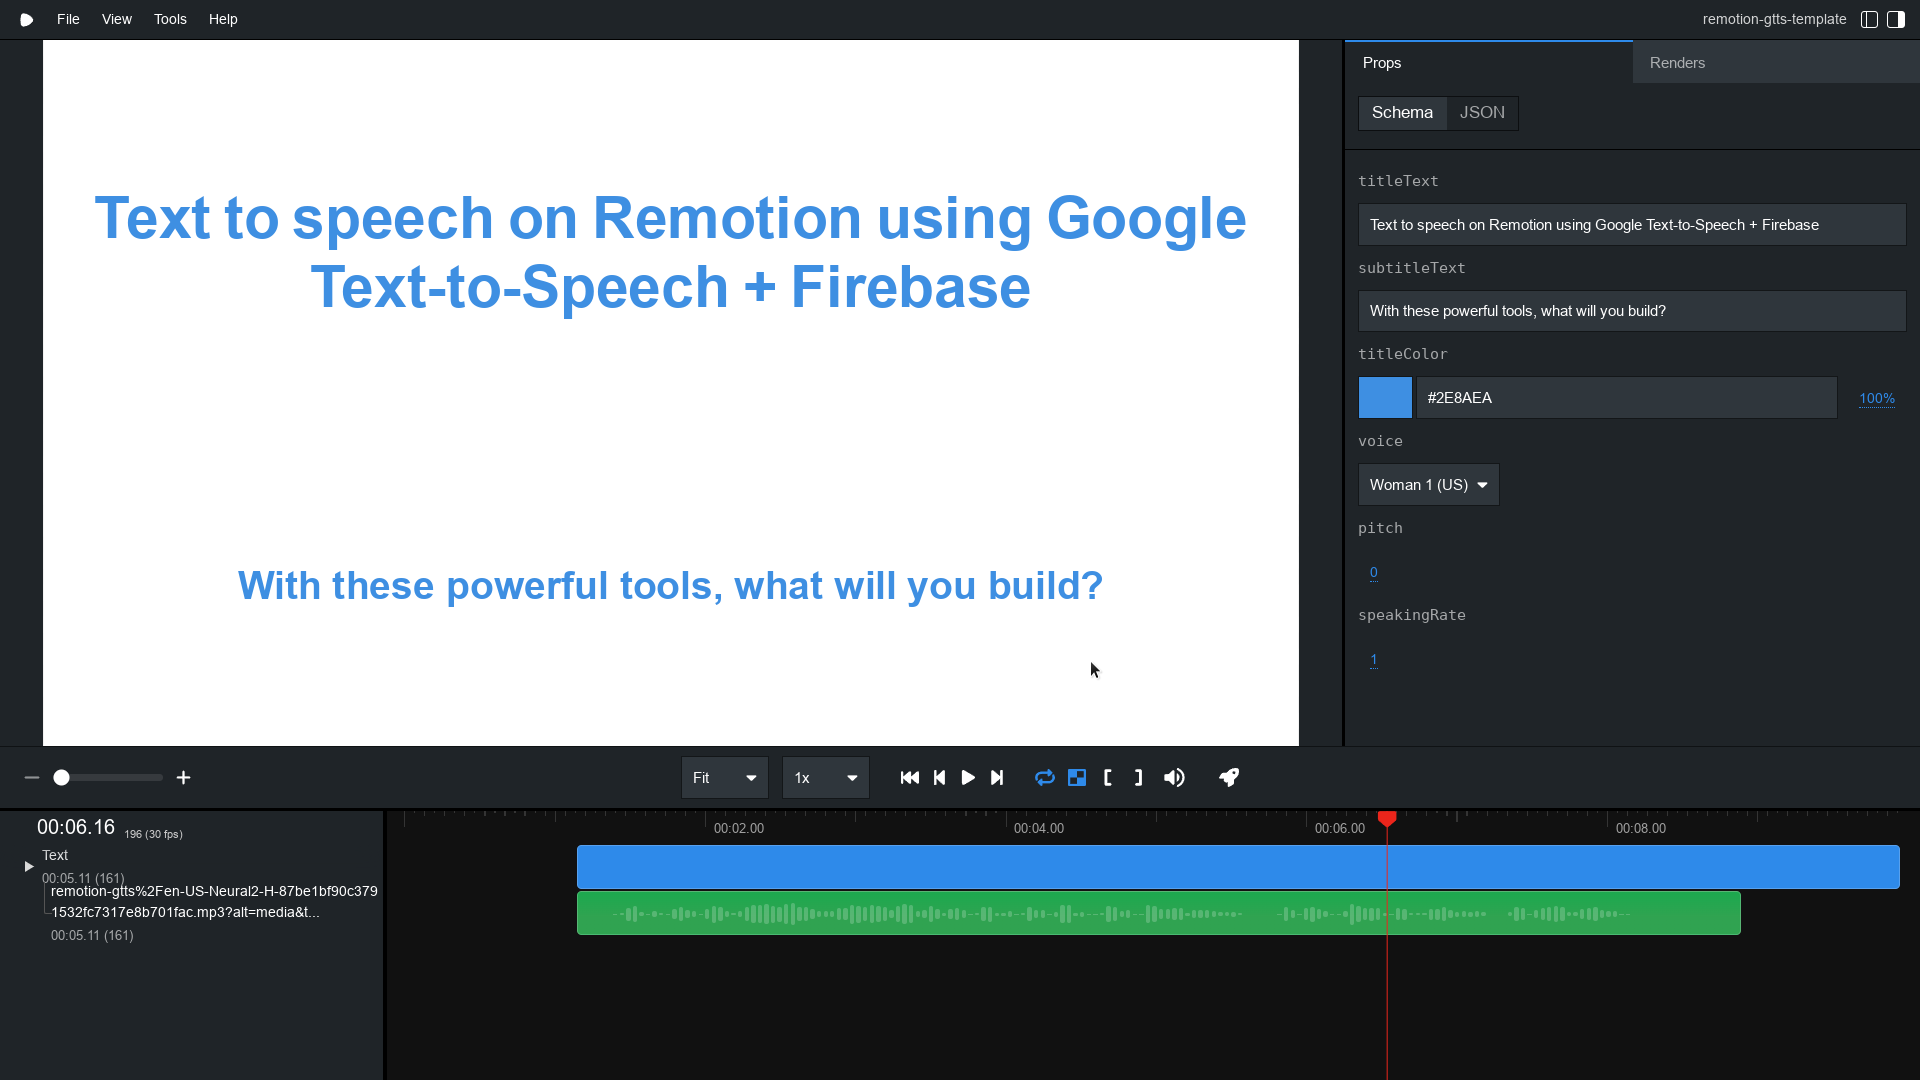 File View Tools Help
remotion-gtts-template
Text to speech on Remotion using Google
Text-to-Speech + Firebase
With these powerful tools, what will you build?
Props
Renders
Schema
JSON
titleText
Text to speech on Remotion using Google Text-to-Speech + Firebase
subtitleText
With these powerful tools, what will you build?
titleColor
#2E8AEA
100%
voice
Woman 1 (US)
pitch
0
speakingRate
1
Fit
1x
00:06.16 196 (30 fps)
00:02.00
00:04.00
00:06.00
00:08.00
Text
00:05.11 (161)
remotion-gtts%2Fen-US-Neural2-H-87be1bf90c379
1532fc7317e8b701fac.mp3?alt=media&t...
00:05.11 (161)